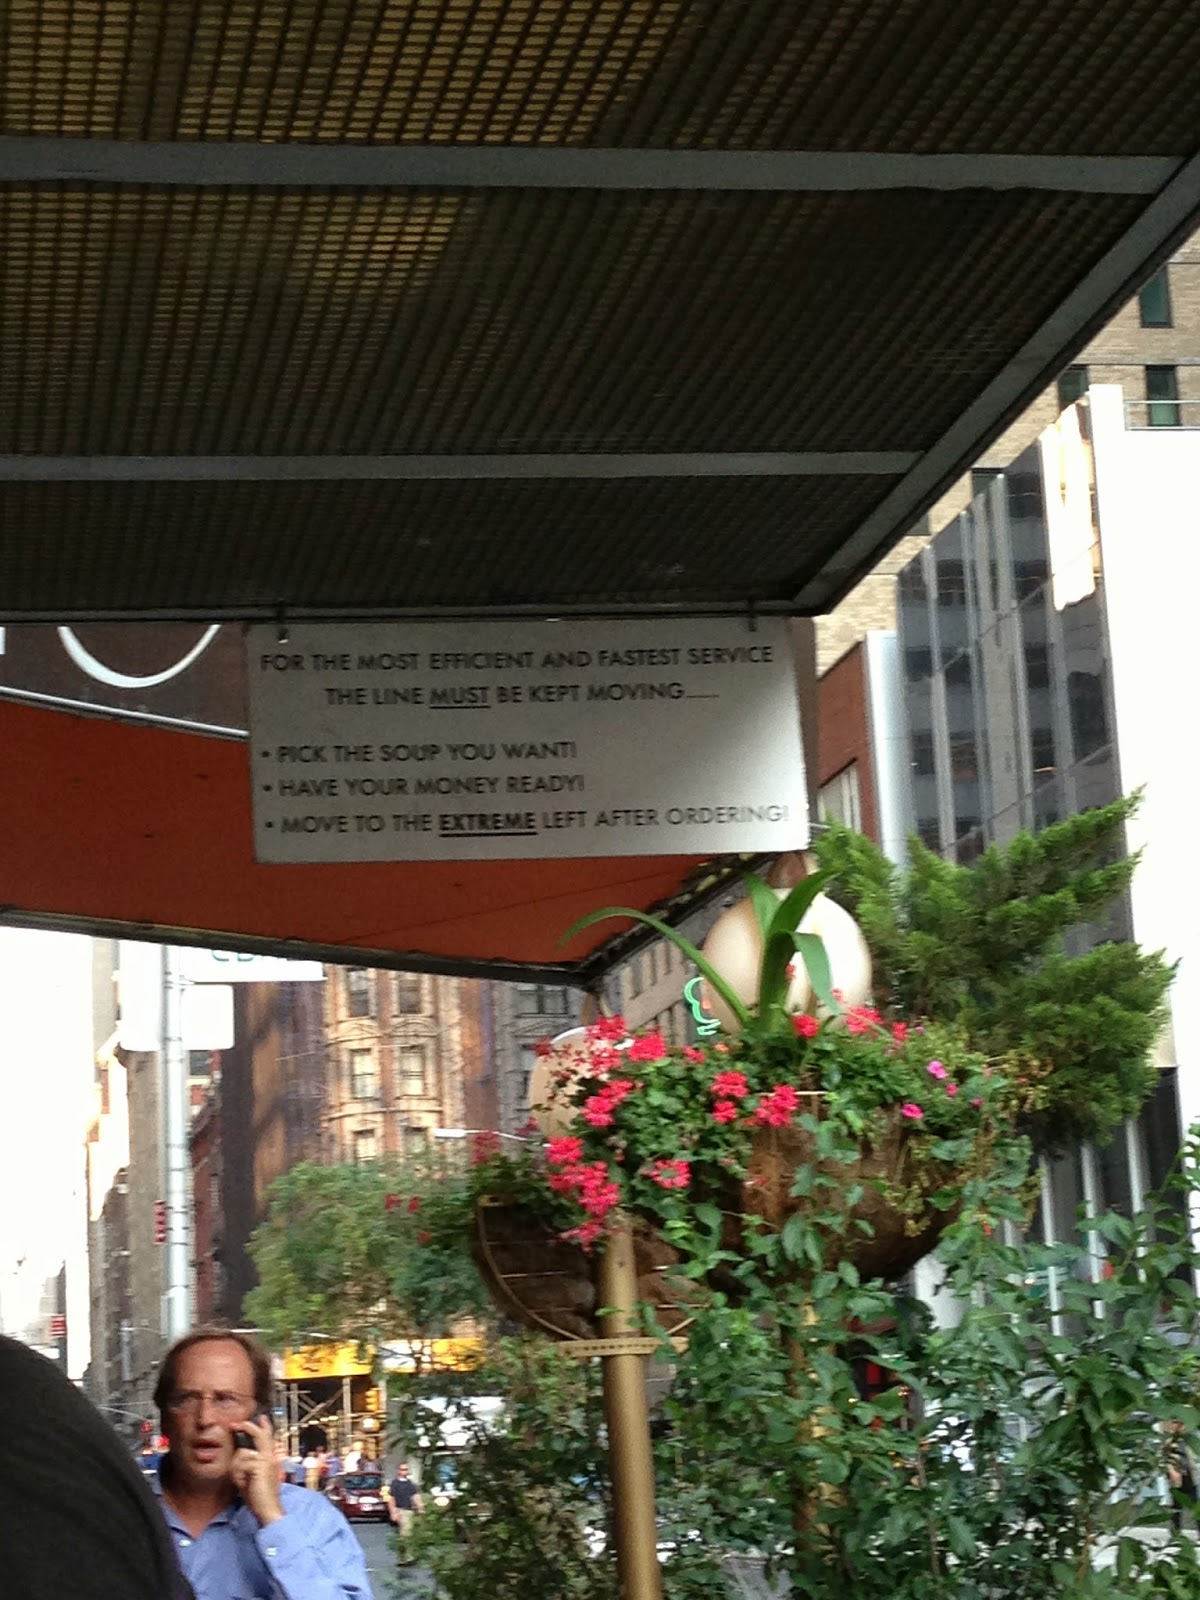 FOR THE MOST EFFICIENT AND FASTEST SERVICE
THE LINE MUST BE KEPT MOVING......
• PICK THE SOUP YOU WANT!
• HAVE YOUR MONEY READY!
• MOVE TO THE EXTREME LEFT AFTER ORDERING!